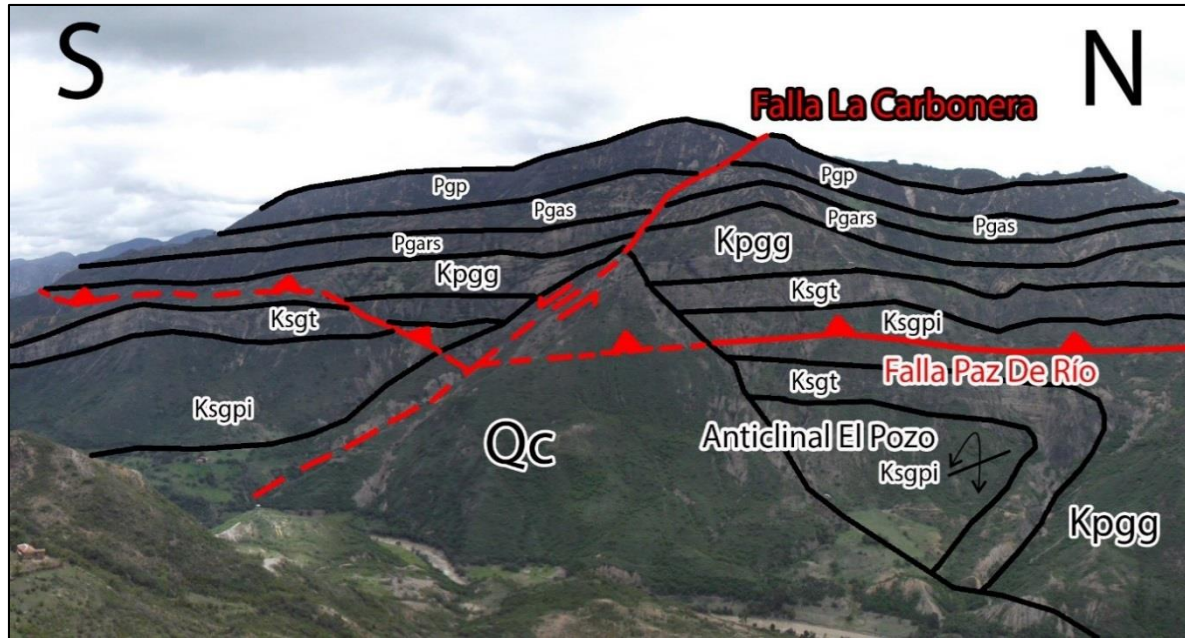 S
N
Falla La Carbonera
Pgp
Pgp
Pgas
Pgas
Pgars
Pgars
Kpgg
Kpgg
Ksgt
Ksgt
Ksgpi
Falla Paz De Río
Ksgt
Ksgpi
Qc
Anticlinal El Pozo
Ksgpi
Kpgg